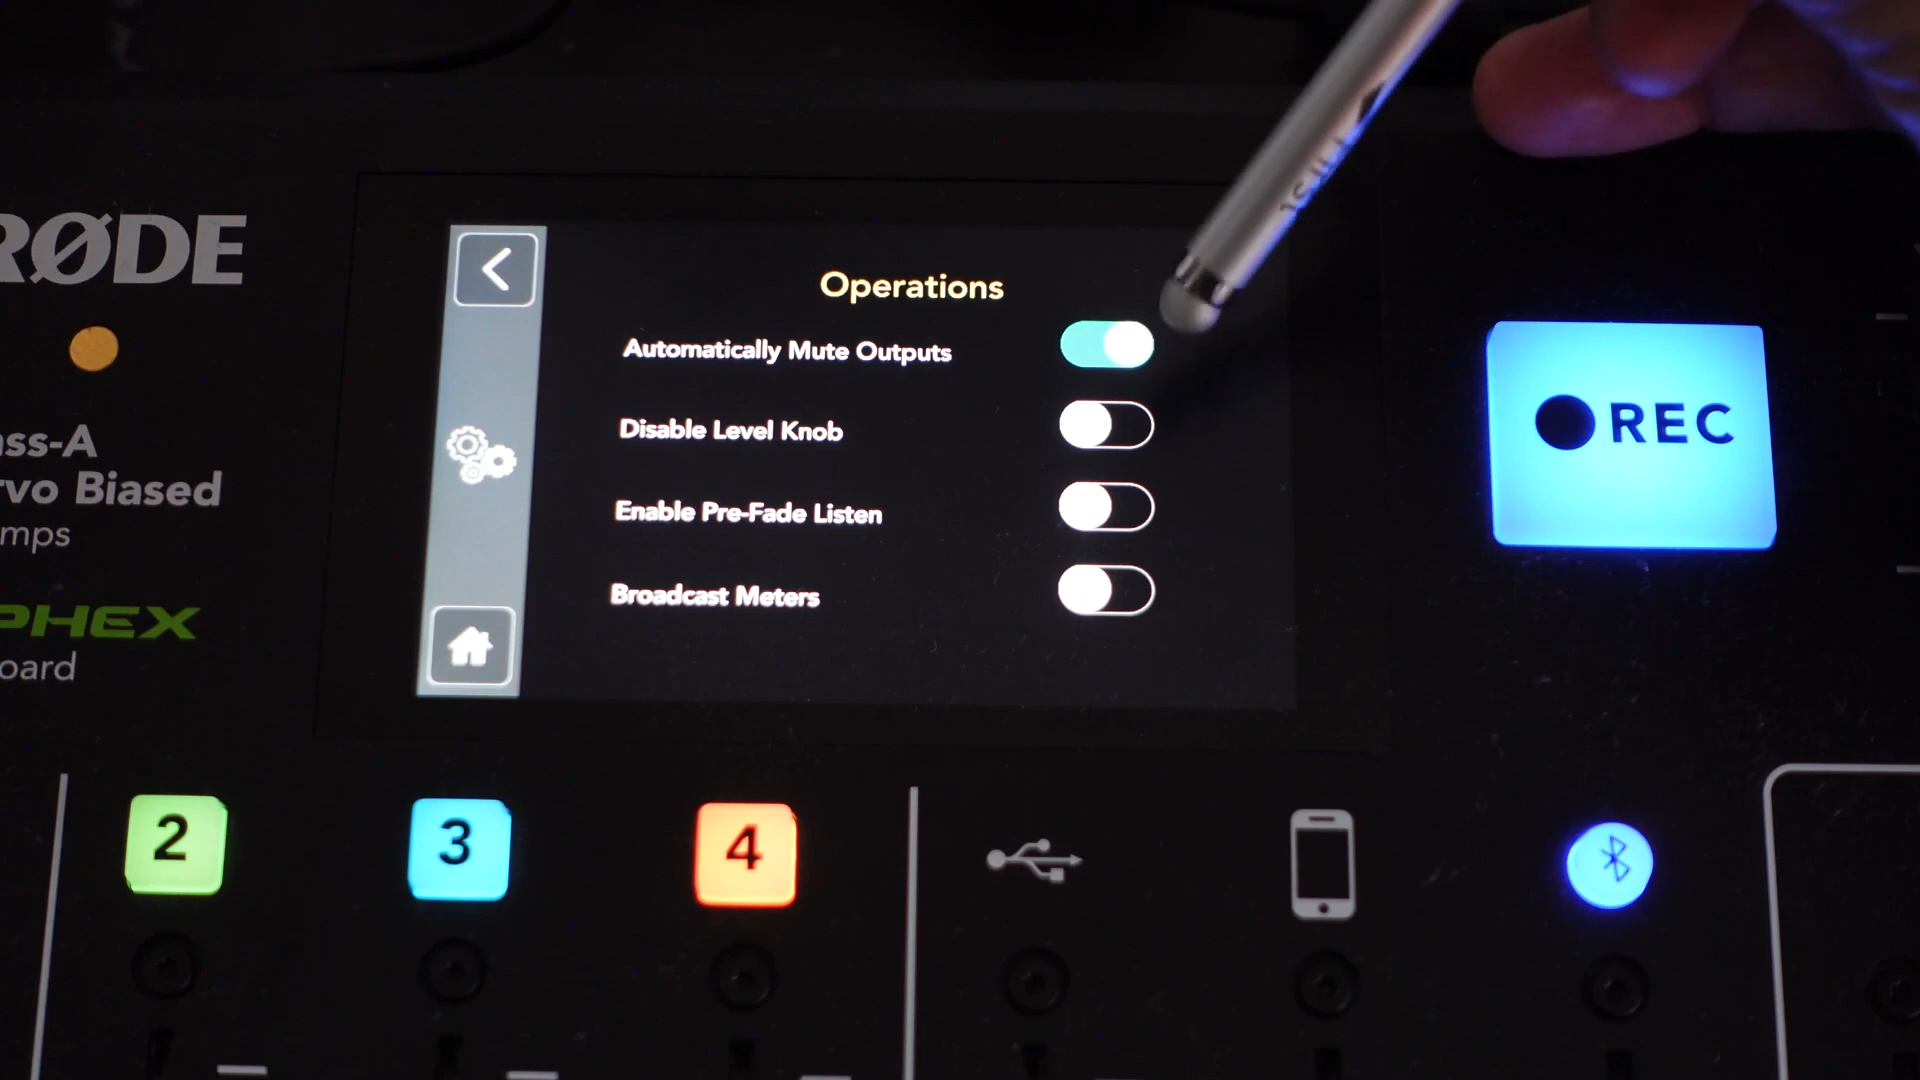 RØDE
Operations
Automatically Mute Outputs
Disable Level Knob
Enable Pre-Fade Listen
Broadcast Meters
REC
ss-A
vo Biased
mps
PHEX
oard
2
3
4